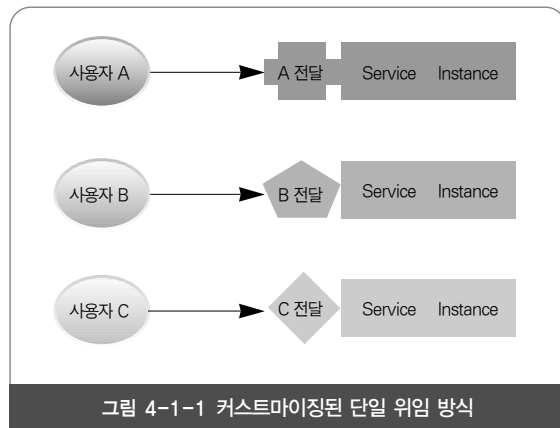 사용자 A A 전달 Service Instance
사용자 B B 전달 Service Instance
사용자 C C 전달 Service Instance
그림 4-1-1 커스트마이징된 단일 위임 방식